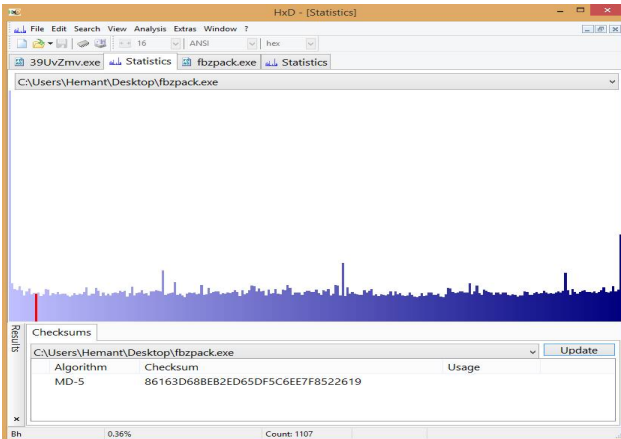 HxD - [Statistics]
File Edit Search View Analysis Extras Window ?
16 ANSI hex
39UvZmv.exe Statistics fbzpack.exe Statistics
C:\Users\Hemant\Desktop\fbzpack.exe
Results
Checksums
C:\Users\Hemant\Desktop\fbzpack.exe Update
Algorithm Checksum Usage
MD-5 86163D68BEB2ED65DF5C6EE7F8522619
Bh 0.36% Count: 1107